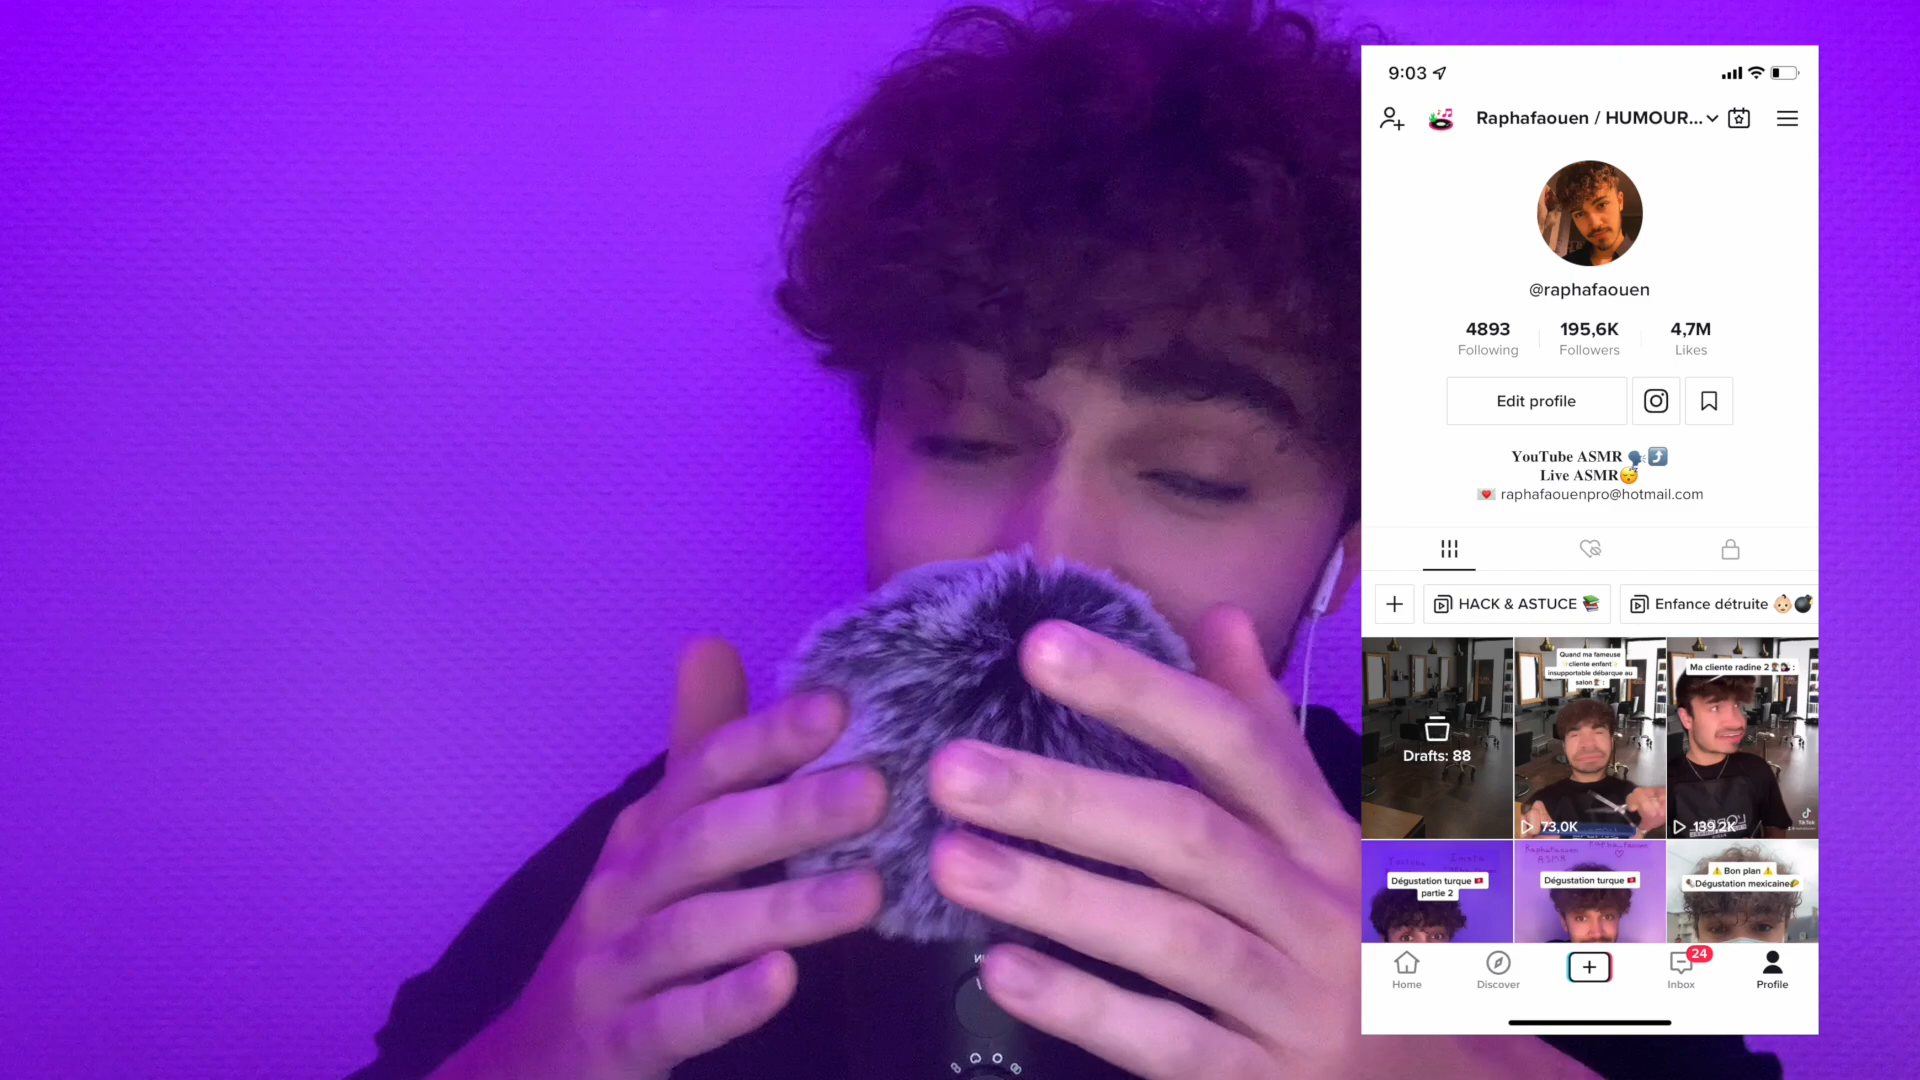 9:03
Raphafaouen / HUMOUR...
@raphafaouen
4893
Following
195,6K
Followers
4,7M
Likes
Edit profile
YouTube ASMR 🗣️⤴️
Live ASMR😴
💌 raphafaouenpro@hotmail.com
HACK & ASTUCE 📚
Enfance détruite 👶🏻💣
Drafts: 88
Quand ma fameuse
✨cliente enfant✨
insupportable débarque au
salon💇🏽‍♂️ :
73,0K
Ma cliente radine 2 💇🏽‍♂️💇🏻‍♀️ :
139,2K
TikTok
Dégustation turque 🇹🇳
partie 2
Raphafaouen
ASMR
Dégustation turque 🇹🇳
⚠️ Bon plan ⚠️
Dégustation mexicaine🌮
Home
Discover
24
Inbox
Profile